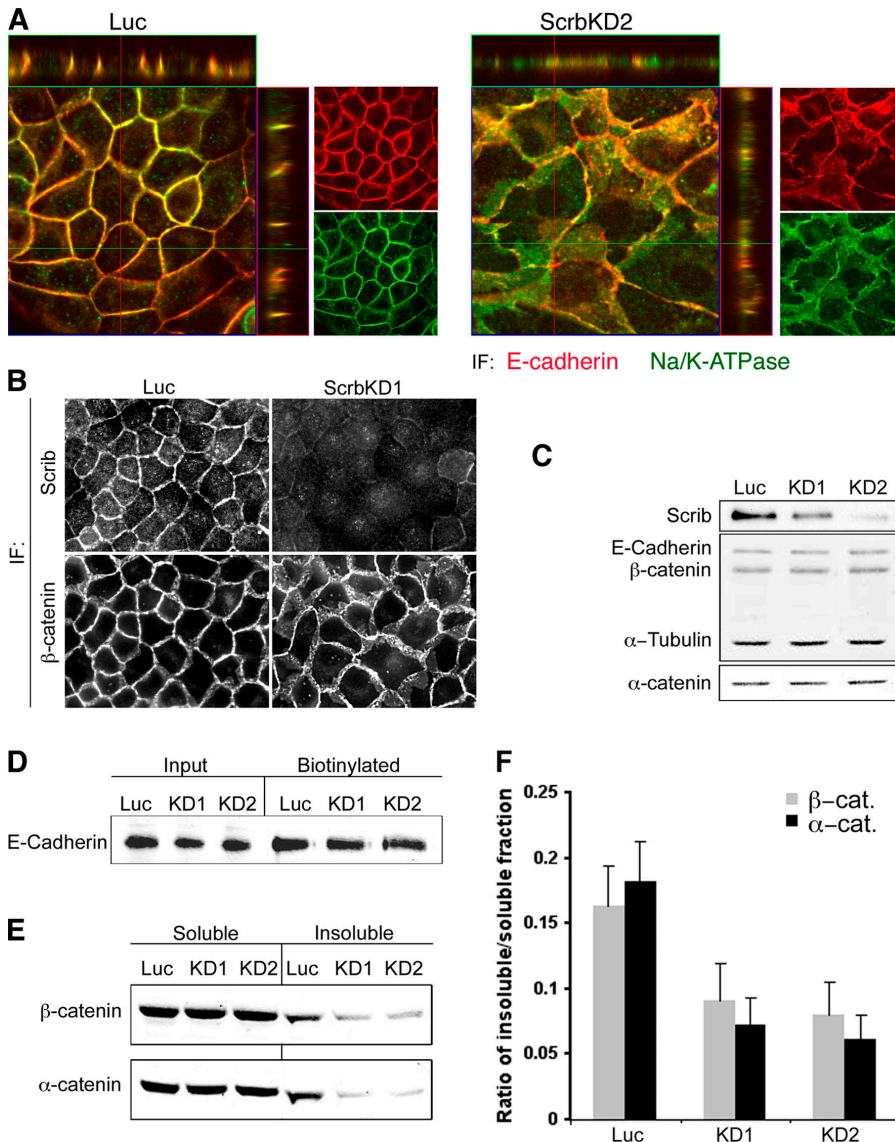 A
Luc
ScrbKD2
IF: E-cadherin Na/K-ATPase
B
Luc ScrbKD1
IF:
Scrib
β-catenin
C
Luc KD1 KD2
Scrib
E-Cadherin
β-catenin
α-Tubulin
α-catenin
D
Input Biotinylated
Luc KD1 KD2 Luc KD1 KD2
E-Cadherin
E
Soluble Insoluble
Luc KD1 KD2 Luc KD1 KD2
β-catenin
α-catenin
F
Ratio of insoluble/soluble fraction
0.25
0.2
0.15
0.1
0.05
0
β-cat.
α-cat.
Luc KD1 KD2